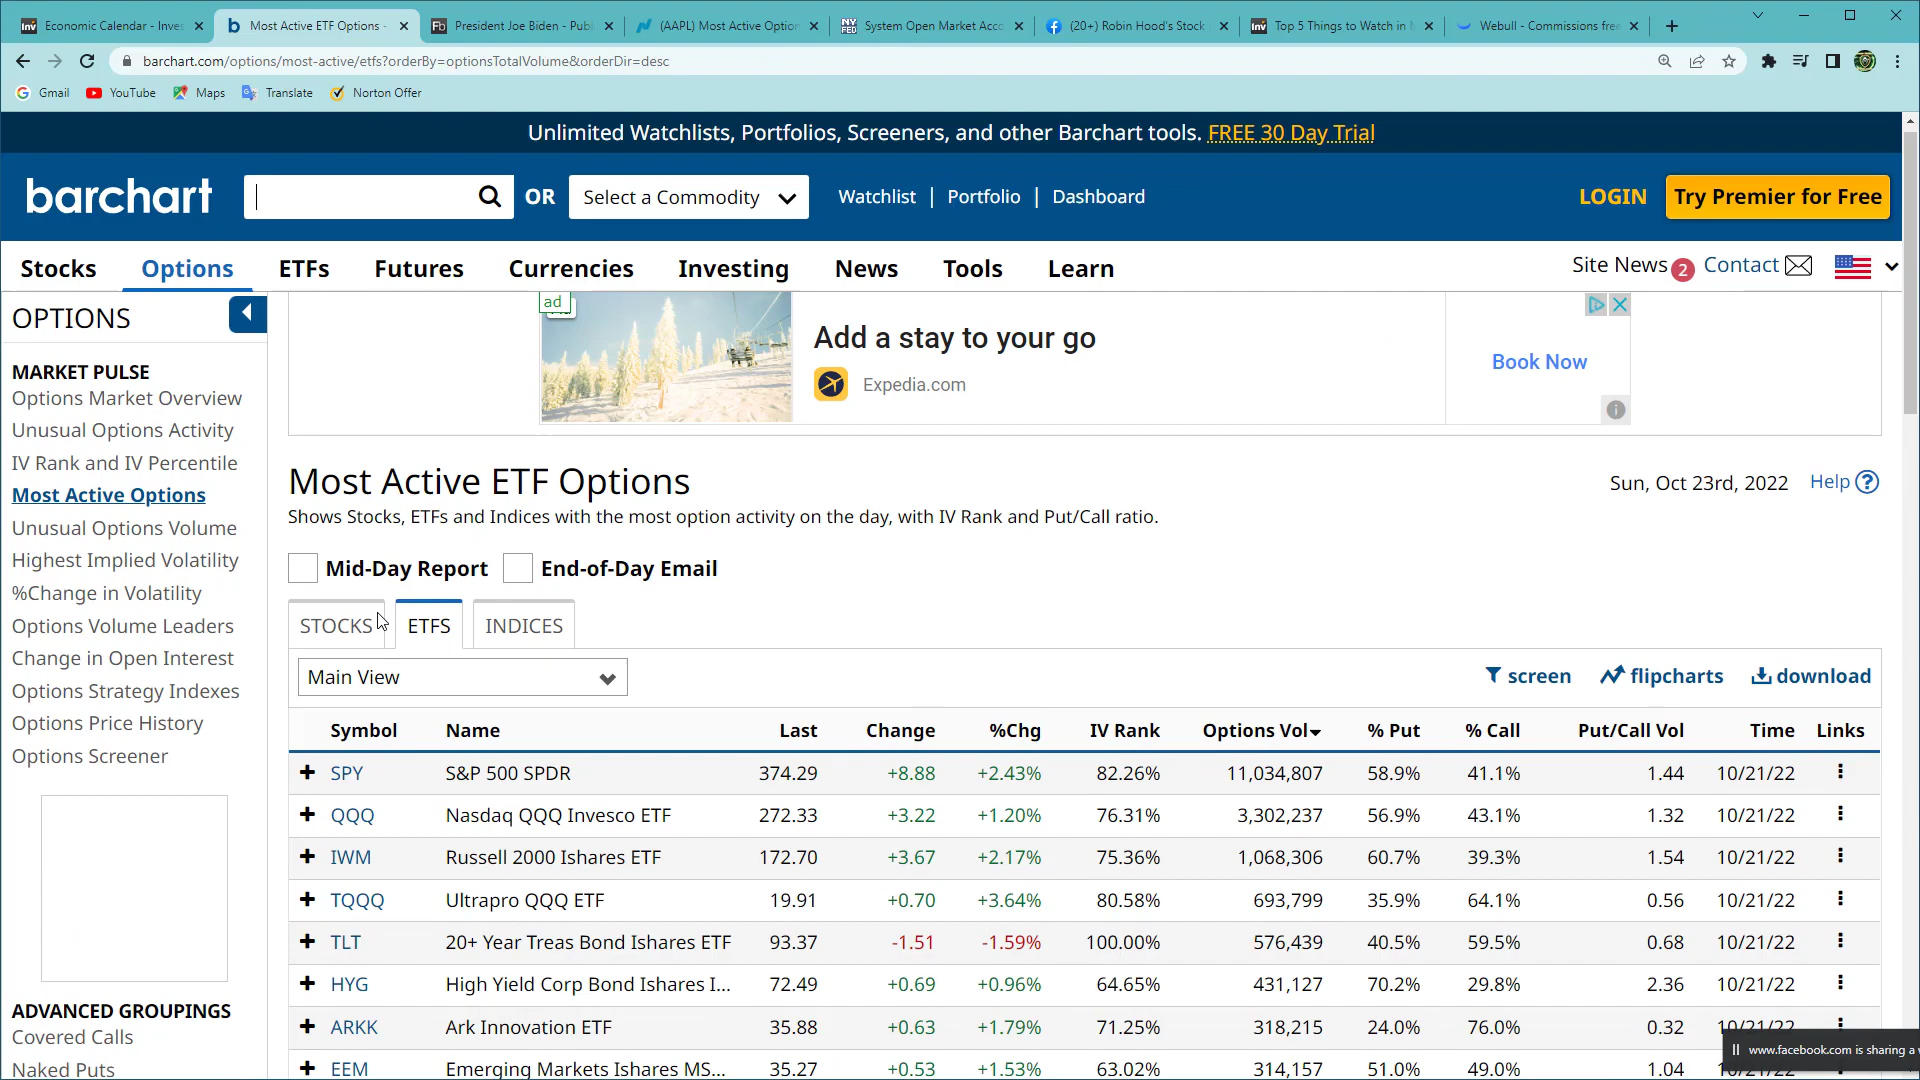 Economic Calendar - Inves
Most Active ETF Options -
President Joe Biden - Publ
(AAPL) Most Active Option
System Open Market Acco
(20+) Robin Hood's Stock
Top 5 Things to Watch in M
Webull - Commissions free
barchart.com/options/most-active/etfs?orderBy=optionsTotalVolume&orderDir=desc
Gmail YouTube Maps Translate Norton Offer
Unlimited Watchlists, Portfolios, Screeners, and other Barchart tools. FREE 30 Day Trial
barchart OR Select a Commodity Watchlist | Portfolio | Dashboard LOGIN Try Premier for Free
Stocks Options ETFs Futures Currencies Investing News Tools Learn Site News 2 Contact
OPTIONS
MARKET PULSE
Options Market Overview
Unusual Options Activity
IV Rank and IV Percentile
Most Active Options
Unusual Options Volume
Highest Implied Volatility
%Change in Volatility
Options Volume Leaders
Change in Open Interest
Options Strategy Indexes
Options Price History
Options Screener
ADVANCED GROUPINGS
Covered Calls
Naked Puts
ad
Add a stay to your go
Expedia.com
Book Now
Most Active ETF Options
Sun, Oct 23rd, 2022 Help ?
Shows Stocks, ETFs and Indices with the most option activity on the day, with IV Rank and Put/Call ratio.
Mid-Day Report End-of-Day Email
STOCKS ETFS INDICES
Main View screen flipcharts download
Symbol Name Last Change %Chg IV Rank Options Vol % Put % Call Put/Call Vol Time Links
SPY S&P 500 SPDR 374.29 +8.88 +2.43% 82.26% 11,034,807 58.9% 41.1% 1.44 10/21/22
QQQ Nasdaq QQQ Invesco ETF 272.33 +3.22 +1.20% 76.31% 3,302,237 56.9% 43.1% 1.32 10/21/22
IWM Russell 2000 Ishares ETF 172.70 +3.67 +2.17% 75.36% 1,068,306 60.7% 39.3% 1.54 10/21/22
TQQQ Ultrapro QQQ ETF 19.91 +0.70 +3.64% 80.58% 693,799 35.9% 64.1% 0.56 10/21/22
TLT 20+ Year Treas Bond Ishares ETF 93.37 -1.51 -1.59% 100.00% 576,439 40.5% 59.5% 0.68 10/21/22
HYG High Yield Corp Bond Ishares I... 72.49 +0.69 +0.96% 64.65% 431,127 70.2% 29.8% 2.36 10/21/22
ARKK Ark Innovation ETF 35.88 +0.63 +1.79% 71.25% 318,215 24.0% 76.0% 0.32 10/21/22
EEM Emerging Markets Ishares MS... 35.27 +0.53 +1.53% 63.02% 314,157 51.0% 49.0% 1.04 10/21/22
www.facebook.com is sharing a